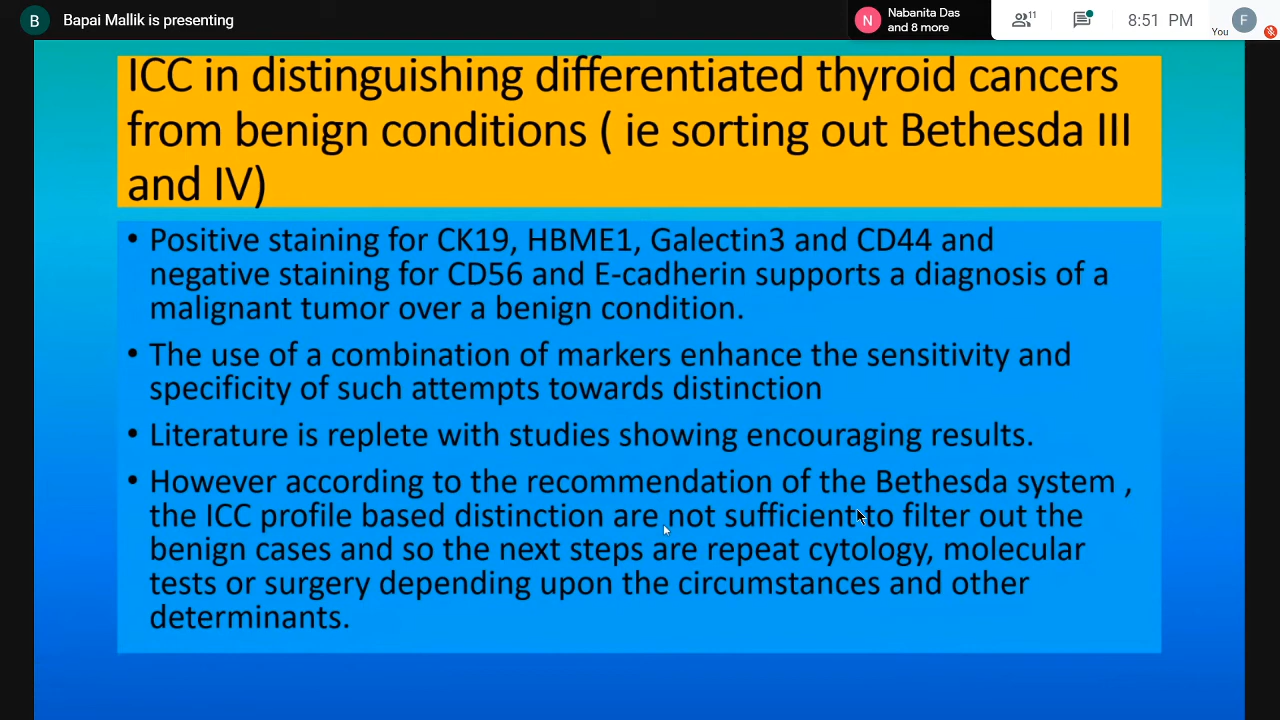 B Bapai Mallik is presenting
N Nabanita Das
and 8 more
11
8:51 PM
You
F
ICC in distinguishing differentiated thyroid cancers
from benign conditions ( ie sorting out Bethesda III
and IV)
• Positive staining for CK19, HBME1, Galectin3 and CD44 and
negative staining for CD56 and E-cadherin supports a diagnosis of a
malignant tumor over a benign condition.
• The use of a combination of markers enhance the sensitivity and
specificity of such attempts towards distinction
• Literature is replete with studies showing encouraging results.
• However according to the recommendation of the Bethesda system ,
the ICC profile based distinction are not sufficient to filter out the
benign cases and so the next steps are repeat cytology, molecular
tests or surgery depending upon the circumstances and other
determinants.